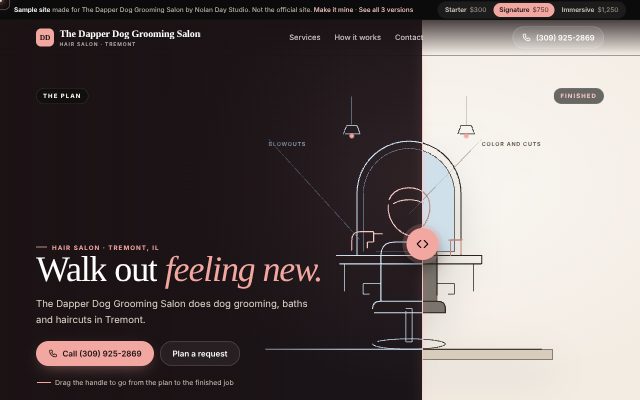 Sample site made for The Dapper Dog Grooming Salon by Nolan Day Studio. Not the official site. Make it mine · See all 3 versions
Starter $300 Signature $750 Immersive $1,250
DD The Dapper Dog Grooming Salon
HAIR SALON · TREMONT
Services How it works Contact
(309) 925-2869
THE PLAN
FINISHED
BLOWOUTS
COLOR AND CUTS
HAIR SALON · TREMONT, IL
Walk out feeling new.
The Dapper Dog Grooming Salon does dog grooming, baths
and haircuts in Tremont.
Call (309) 925-2869 Plan a request
Drag the handle to go from the plan to the finished job